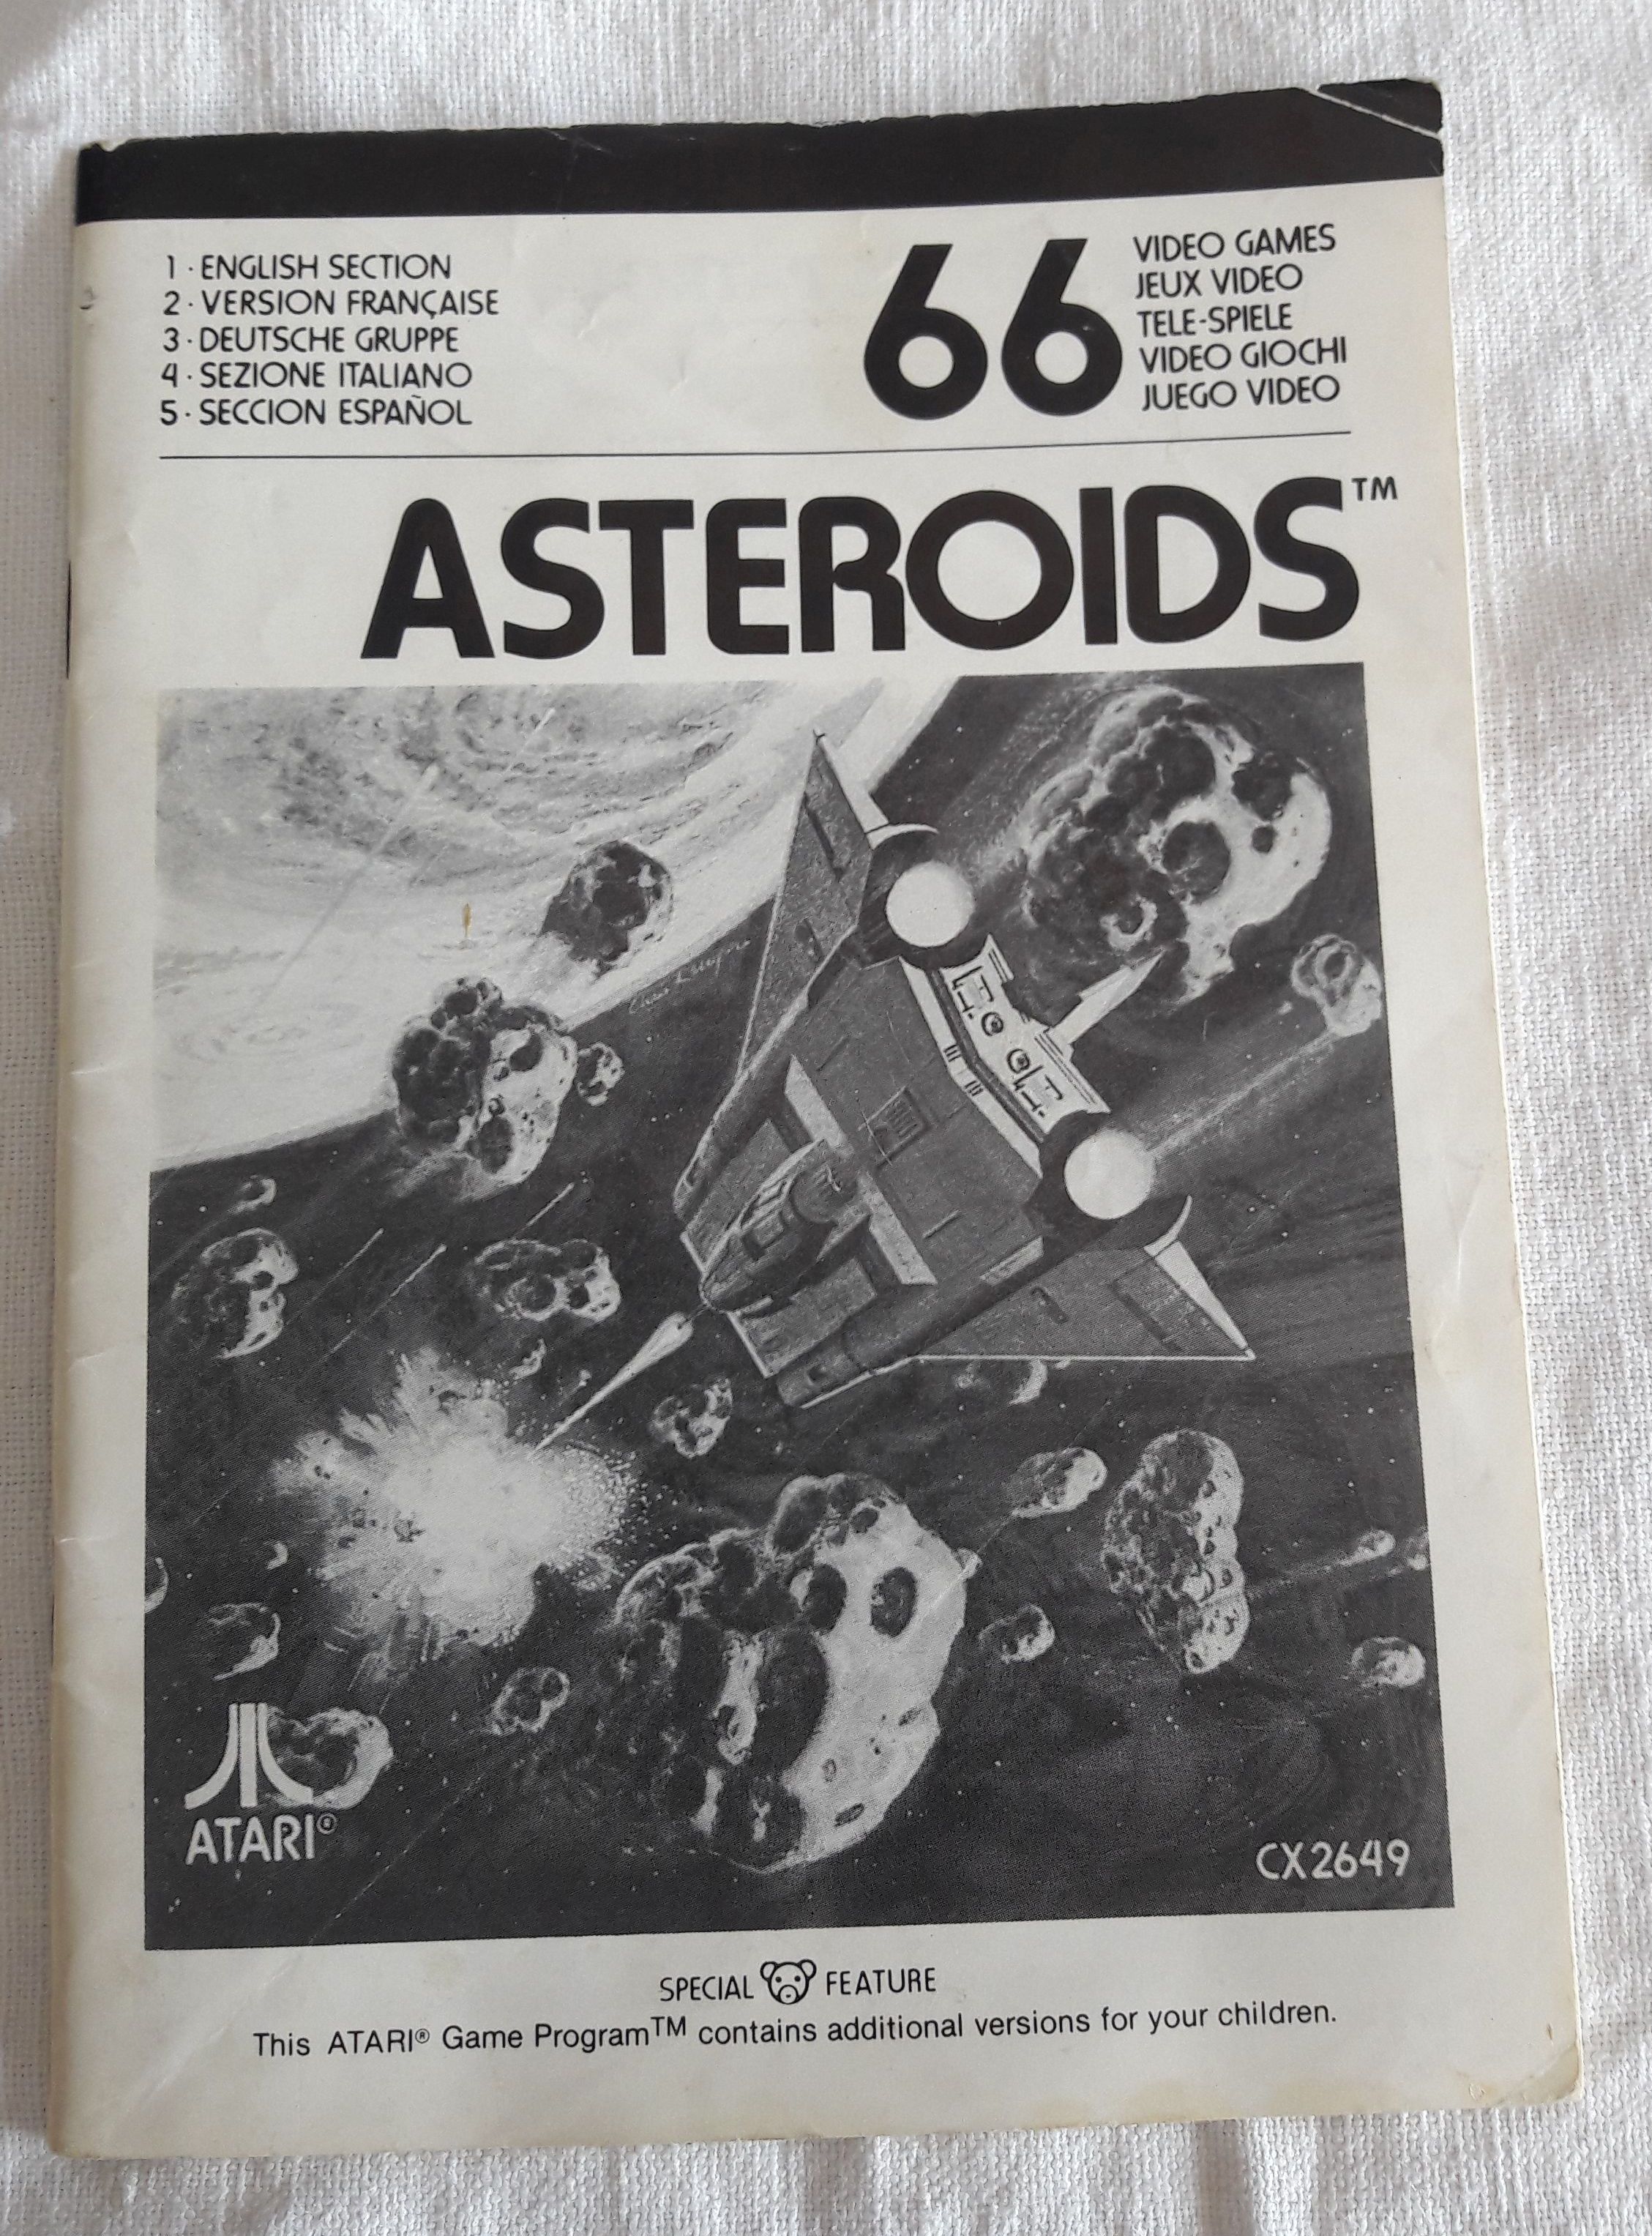 1 · ENGLISH SECTION
2 · VERSION FRANÇAISE
3 · DEUTSCHE GRUPPE
4 · SEZIONE ITALIANO
5 · SECCION ESPAÑOL
66
VIDEO GAMES
JEUX VIDEO
TELE-SPIELE
VIDEO GIOCHI
JUEGO VIDEO
ASTEROIDS™
ATARI®
CX2649
SPECIAL FEATURE
This ATARI® Game Program™ contains additional versions for your children.